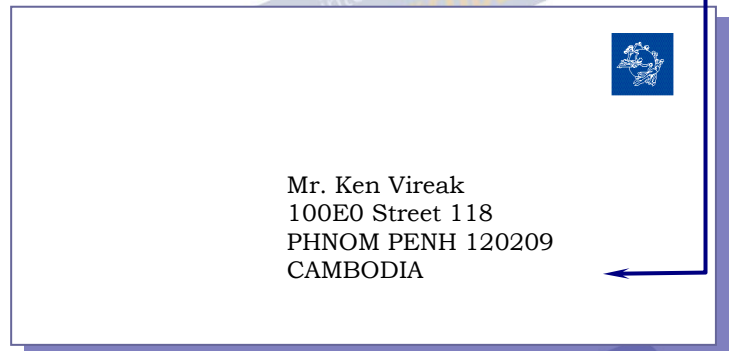 Mr. Ken Vireak
100E0 Street 118
PHNOM PENH 120209
CAMBODIA